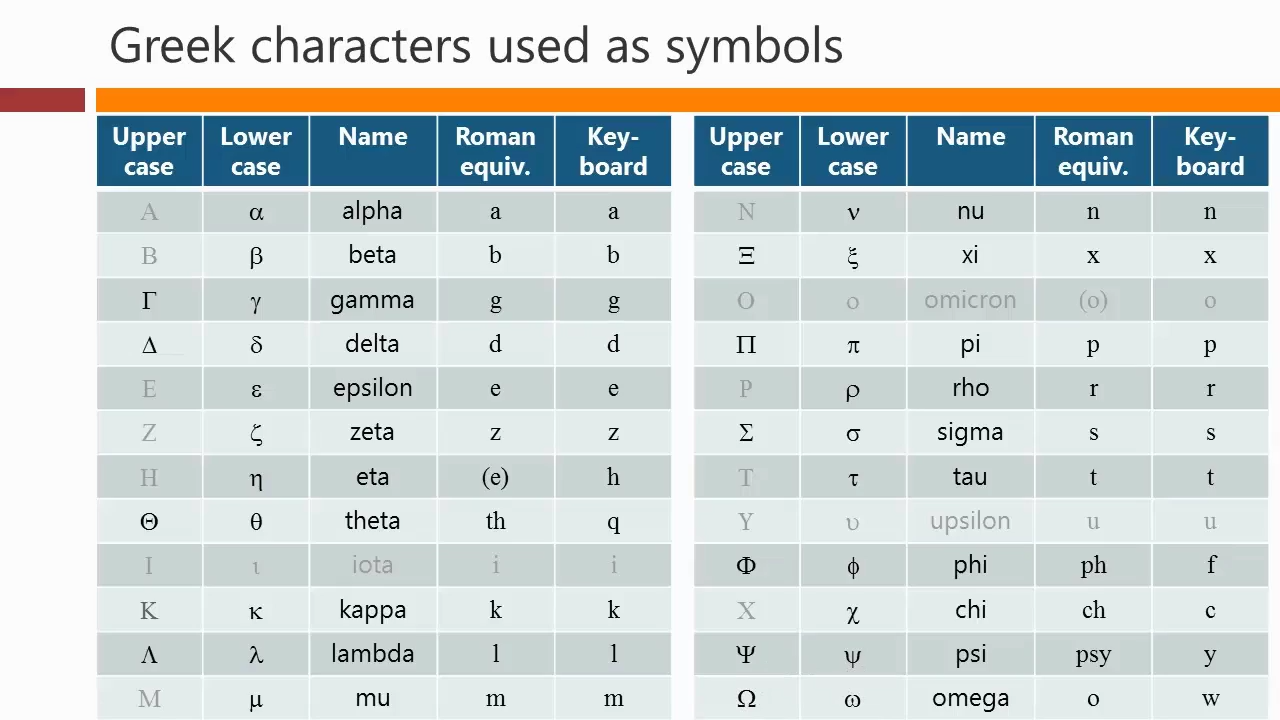 Greek characters used as symbols
Upper case Lower case Name Roman equiv. Key-board Upper case Lower case Name Roman equiv. Key-board
Α α alpha a a Ν ν nu n n
Β β beta b b Ξ ξ xi x x
Γ γ gamma g g Ο ο omicron (o) o
Δ δ delta d d Π π pi p p
Ε ε epsilon e e Ρ ρ rho r r
Ζ ζ zeta z z Σ σ sigma s s
Η η eta (e) h Τ τ tau t t
Θ θ theta th q Υ υ upsilon u u
Ι ι iota i i Φ ϕ phi ph f
Κ κ kappa k k Χ χ chi ch c
Λ λ lambda l l Ψ ψ psi psy y
Μ μ mu m m Ω ω omega o w